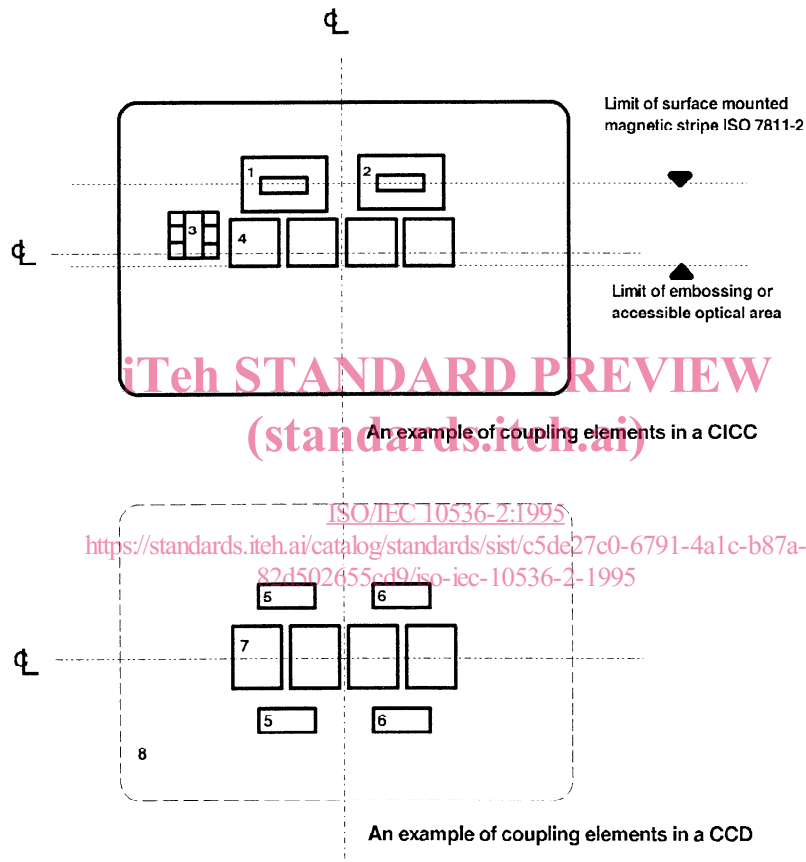 ℄
Limit of surface mounted
magnetic stripe ISO 7811-2
1
2
3
4
℄
Limit of embossing or
accessible optical area
iTeh STANDARD PREVIEW
(standards.iteh.ai)
An example of coupling elements in a CICC
ISO/IEC 10536-2:1995
https://standards.iteh.ai/catalog/standards/sist/c5de27c0-6791-4a1c-b87a-
82d502655cd9/iso-iec-10536-2-1995
5
6
7
℄
5
6
8
An example of coupling elements in a CCD